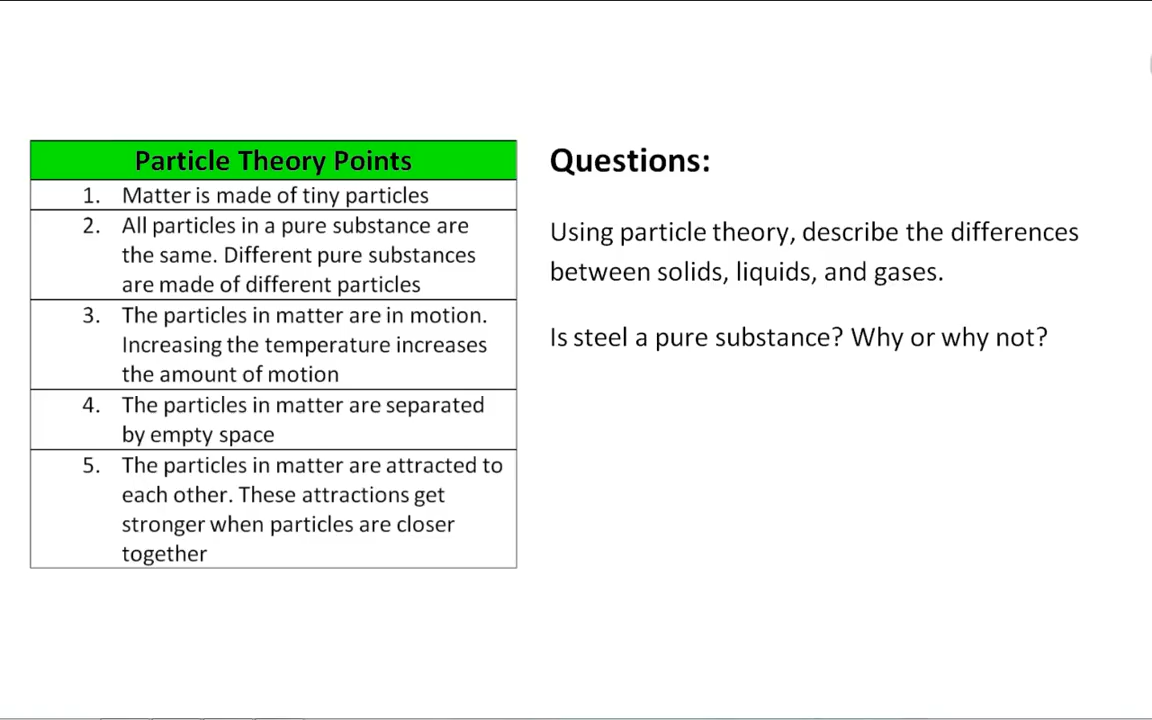 Particle Theory Points
1. Matter is made of tiny particles
2. All particles in a pure substance are
the same. Different pure substances
are made of different particles
3. The particles in matter are in motion.
Increasing the temperature increases
the amount of motion
4. The particles in matter are separated
by empty space
5. The particles in matter are attracted to
each other. These attractions get
stronger when particles are closer
together
Questions:
Using particle theory, describe the differences
between solids, liquids, and gases.
Is steel a pure substance? Why or why not?